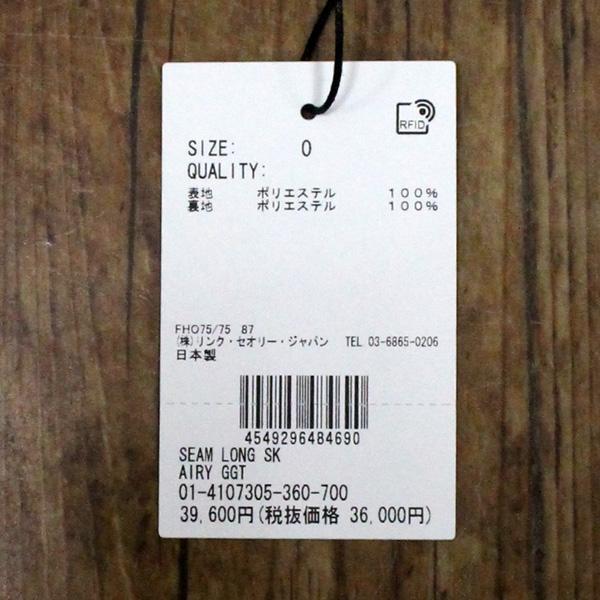 RFID
SIZE: 0
QUALITY:
表地 ポリエステル 100%
裏地 ポリエステル 100%
FHO75/75 87
(株)リンク・セオリー・ジャパン TEL 03-6865-0206
日本製
4549296484690
SEAM LONG SK
AIRY GGT
01-4107305-360-700
39,600円(税抜価格 36,000円)